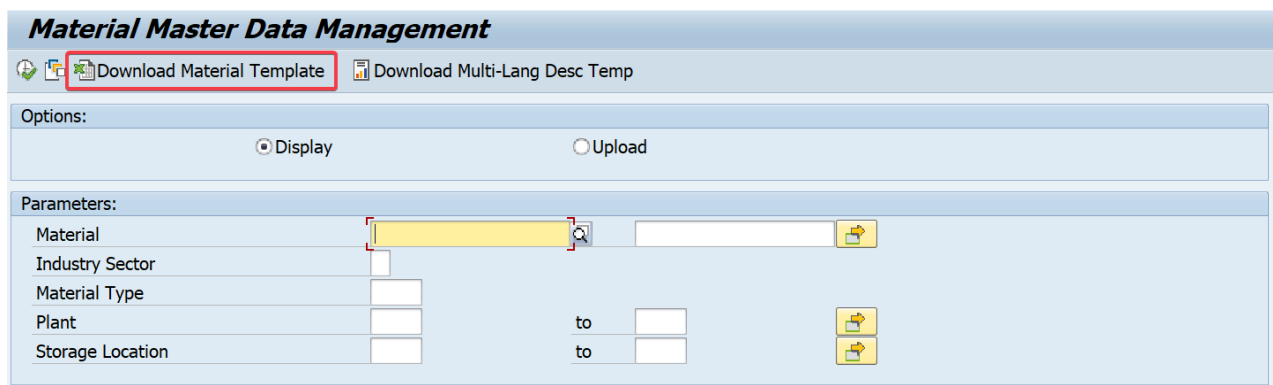 Material Master Data Management
Download Material Template Download Multi-Lang Desc Temp
Options:
Display Upload
Parameters:
Material
Industry Sector
Material Type
Plant to
Storage Location to